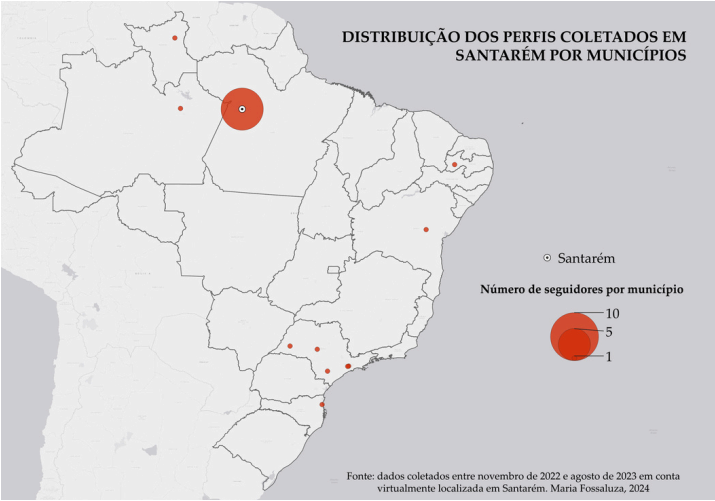 DISTRIBUIÇÃO DOS PERFIS COLETADOS EM
SANTARÉM POR MUNICÍPIOS
Santarém
Número de seguidores por município
10
5
1
Fonte: dados coletados entre novembro de 2022 e agosto de 2023 em conta
virtualmente localizada em Santarém. Maria Fossaluza, 2024